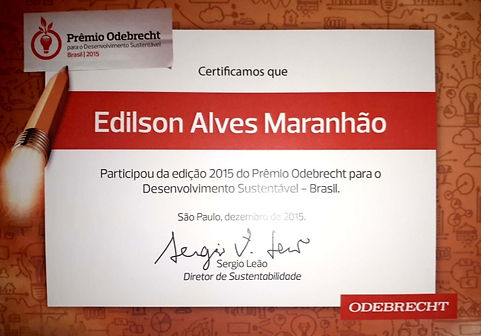 Prêmio Odebrecht
para o Desenvolvimento Sustentável
Brasil | 2015
Certificamos que
Edilson Alves Maranhão
Participou da edição 2015 do Prêmio Odebrecht para o
Desenvolvimento Sustentável – Brasil.
São Paulo, dezembro de 2015.
Sergio Leão
Diretor de Sustentabilidade
ODEBRECHT